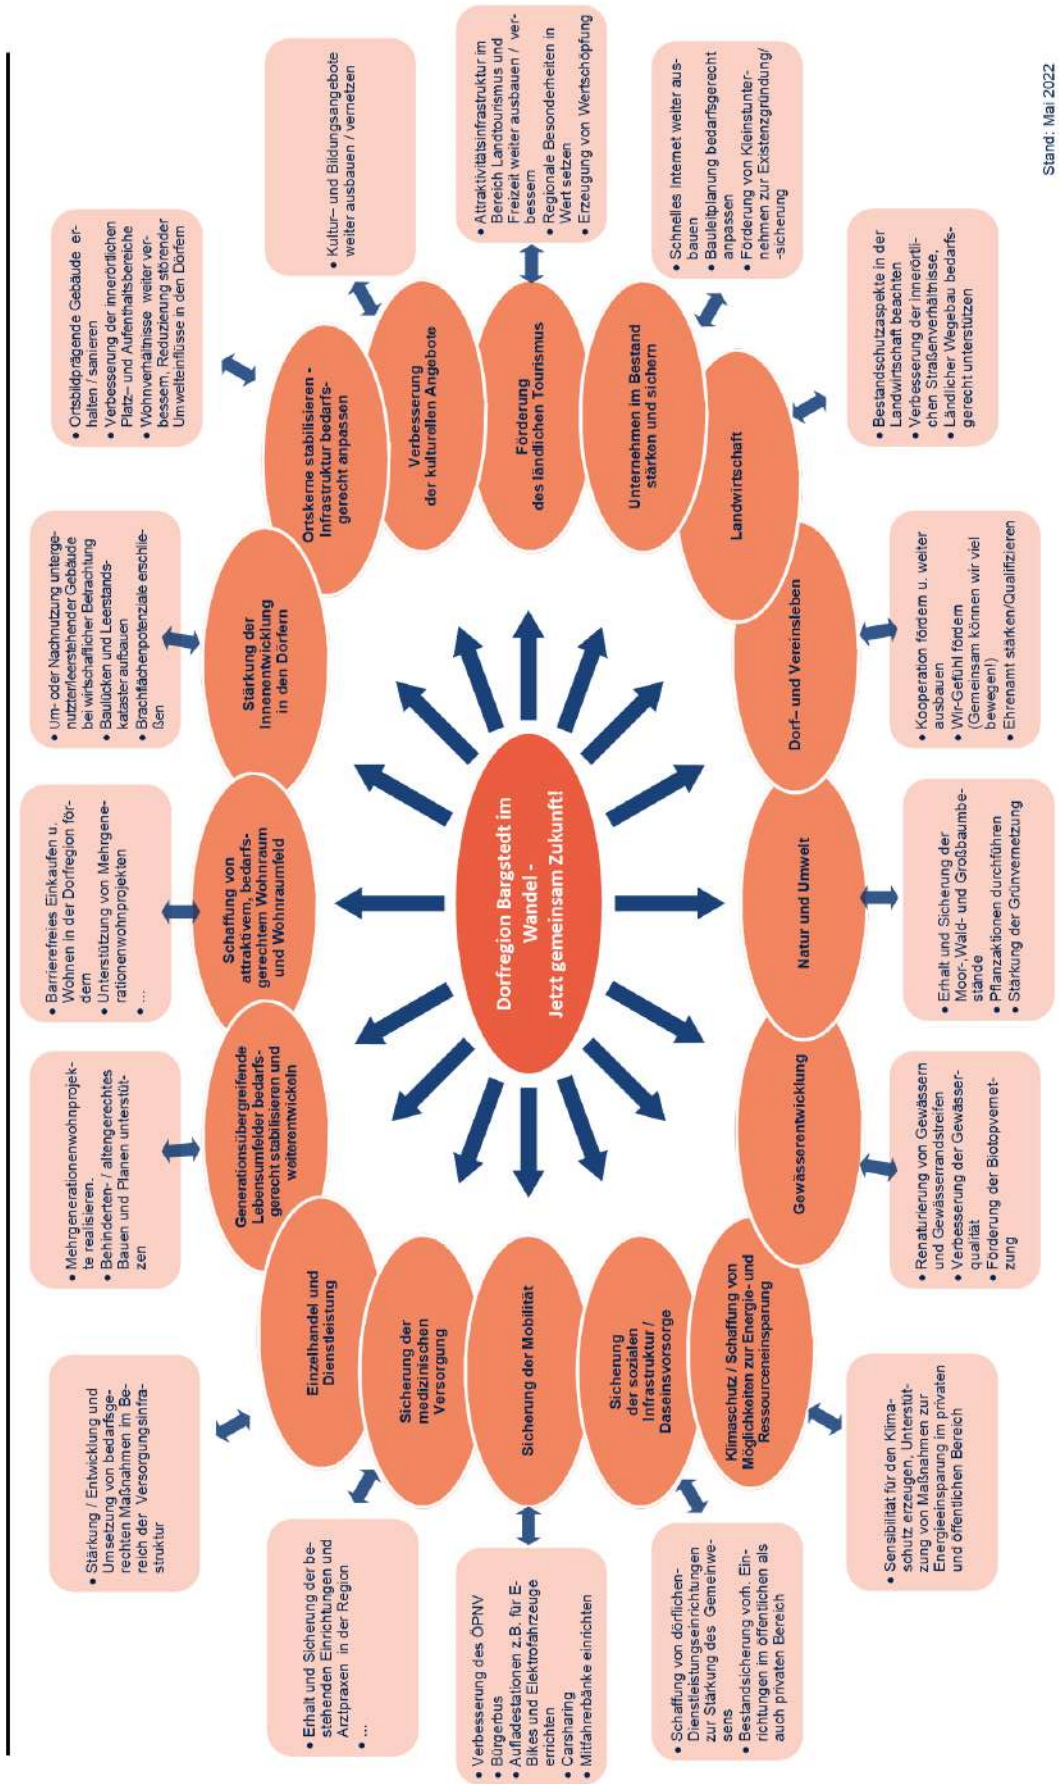 • Stärkung / Entwicklung und
Umsetzung von bedarfsge-
rechten Maßnahmen im Be-
reich der Versorgungsinfra-
struktur
• Mehrgenerationenwohnprojek-
te realisieren.
• Behinderten- / altengerechtes
Bauen und Planen unterstüt-
zen
• Barrierefreies Einkaufen u.
Wohnen in der Dorfregion för-
dern
• Unterstützung von Mehrgene-
rationenwohnprojekten
• ...
• Um- oder Nachnutzung unterge-
nutzter/leerstehender Gebäude
bei wirtschaftlicher Betrachtung
• Baulücken und Leerstands-
kataster aufbauen
• Brachflächenpotenziale erschlie-
ßen
• Ortsbildprägende Gebäude er-
halten / sanieren
• Verbesserung der innerörtlichen
Platz– und Aufenthaltsbereiche
• Wohnverhältnisse weiter ver-
bessern, Reduzierung störender
Umwelteinflüsse in den Dörfern
Einzelhandel und
Dienstleistung
Generationsübergreifende
Lebensumfelder bedarfs-
gerecht stabilisieren und
weiterentwickeln
Schaffung von
attraktivem, bedarfs-
gerechtem Wohnraum
und Wohnraumfeld
Stärkung der
Innenentwicklung
in den Dörfern
Ortskerne stabilisieren -
Infrastruktur bedarfs-
gerecht anpassen
• Erhalt und Sicherung der be-
stehenden Einrichtungen und
Arztpraxen in der Region
• ...
Sicherung der
medizinischen
Versorgung
Verbesserung
der kulturellen Angebote
• Kultur– und Bildungsangebote
weiter ausbauen / vernetzen
• Verbesserung des ÖPNV
• Bürgerbus
• Aufladestationen z.B. für E-
Bikes und Elektrofahrzeuge
errichten
• Carsharing
• Mitfahrerbänke einrichten
Sicherung der Mobilität
Dorfregion Bargstedt im
Wandel -
Jetzt gemeinsam Zukunft!
Förderung
des ländlichen Tourismus
• Attraktivitätsinfrastruktur im
Bereich Landtourismus und
Freizeit weiter ausbauen / ver-
bessern
• Regionale Besonderheiten in
Wert setzen
• Erzeugung von Wertschöpfung
• Schaffung von dörflichen-
Dienstleistungseinrichtungen
zur Stärkung des Gemeinwe-
sens
• Bestandsicherung vorh. Ein-
richtungen im öffentlichen als
auch privaten Bereich
Sicherung
der sozialen
Infrastruktur /
Daseinsvorsorge
Unternehmen im Bestand
stärken und sichern
• Schnelles Internet weiter aus-
bauen
• Bauleitplanung bedarfsgerecht
anpassen
• Förderung von Kleinstunter-
nehmen zur Existenzgründung/
-sicherung
Klimaschutz / Schaffung von
Möglichkeiten zur Energie- und
Ressourceneinsparung
Gewässerentwicklung
Natur und Umwelt
Dorf– und Vereinsleben
Landwirtschaft
• Sensibilität für den Klima-
schutz erzeugen, Unterstüt-
zung von Maßnahmen zur
Energieeinsparung im privaten
und öffentlichen Bereich
• Renaturierung von Gewässern
und Gewässerrandstreifen
• Verbesserung der Gewässer-
qualität
• Förderung der Biotopvernet-
zung
• Erhalt und Sicherung der
Moor-,Wald- und Großbaumbe-
stände
• Pflanzaktionen durchführen
• Stärkung der Grünvernetzung
• Kooperation fördern u. weiter
ausbauen
• Wir-Gefühl fördern
(Gemeinsam können wir viel
bewegen!)
• Ehrenamt stärken/Qualifizieren
• Bestandschutzaspekte in der
Landwirtschaft beachten
• Verbesserung der innerörtli-
chen Straßenverhältnisse,
• Ländlicher Wegebau bedarfs-
gerecht unterstützen
Stand: Mai 2022